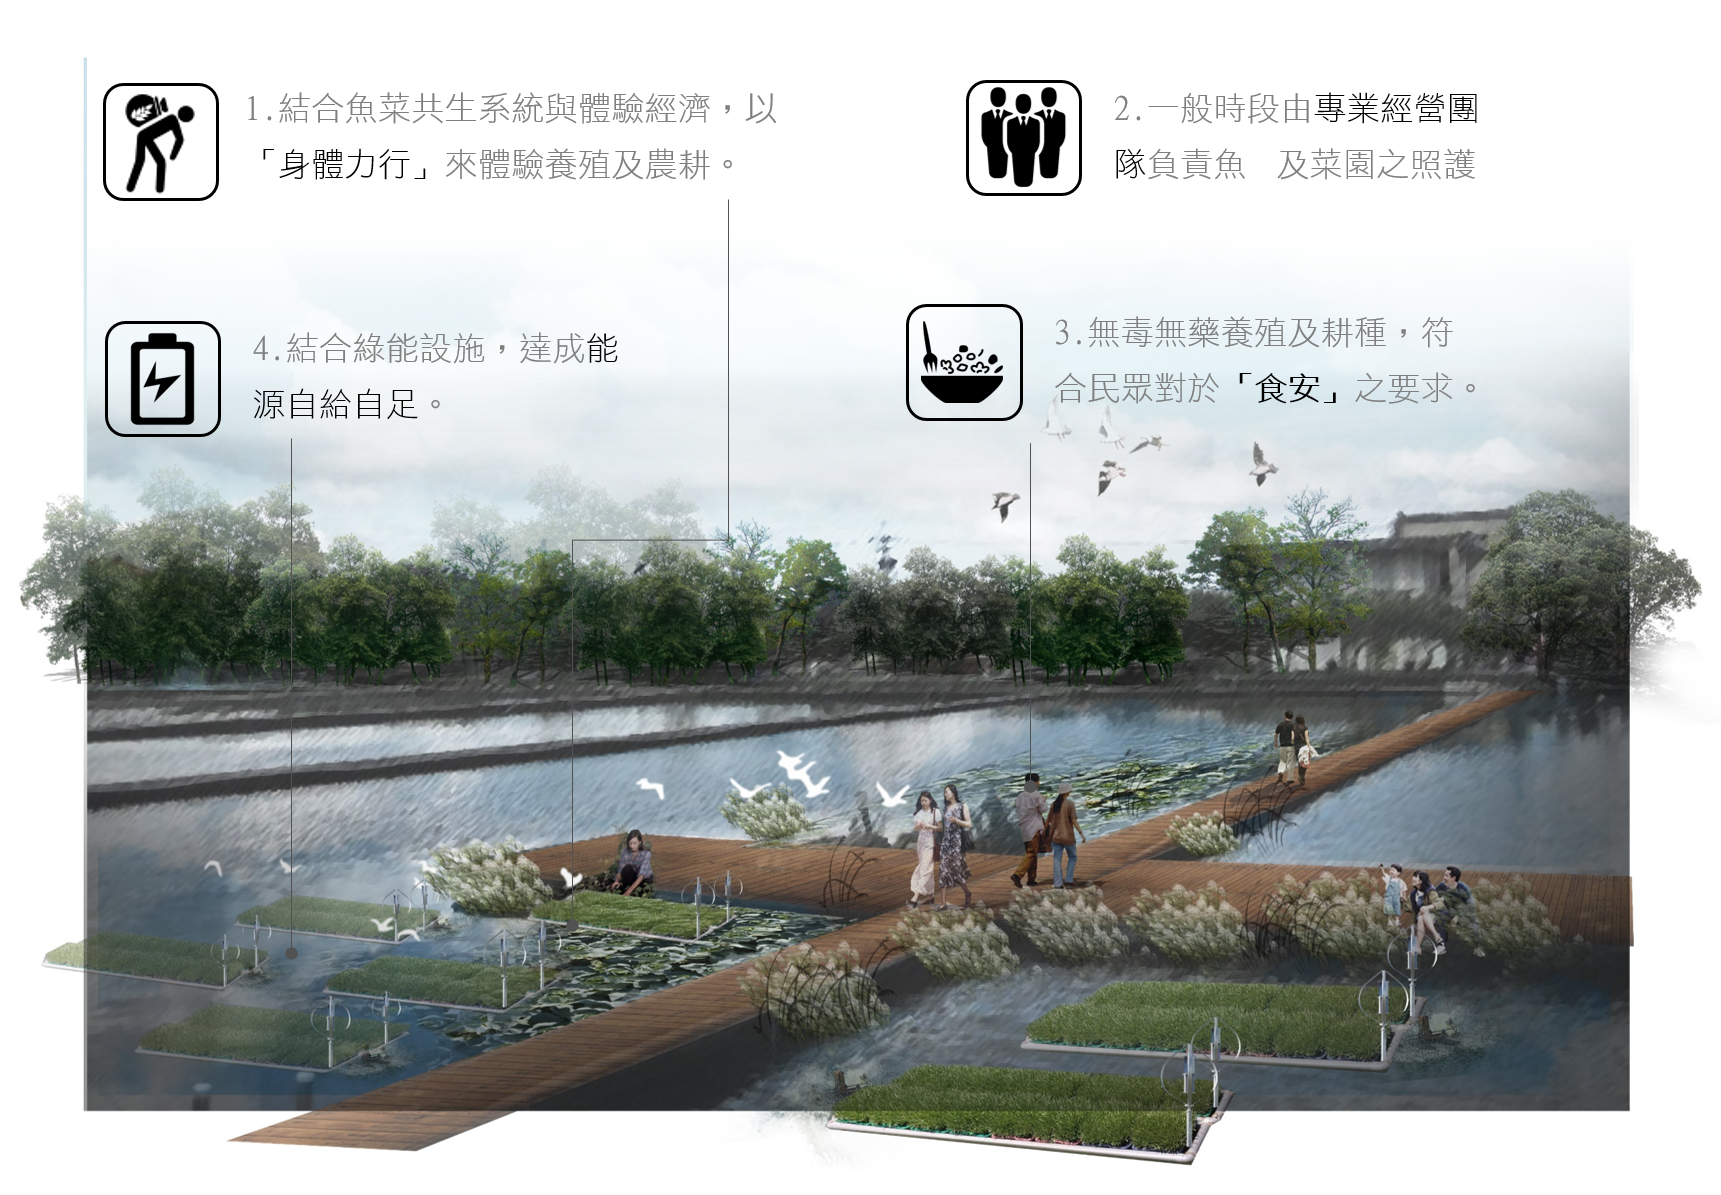 1.結合魚菜共生系統與體驗經濟，以
「身體力行」來體驗養殖及農耕。
2.一般時段由專業經營團
隊負責魚 及菜園之照護
4.結合綠能設施，達成能
源自給自足。
3.無毒無藥養殖及耕種，符
合民眾對於「食安」之要求。